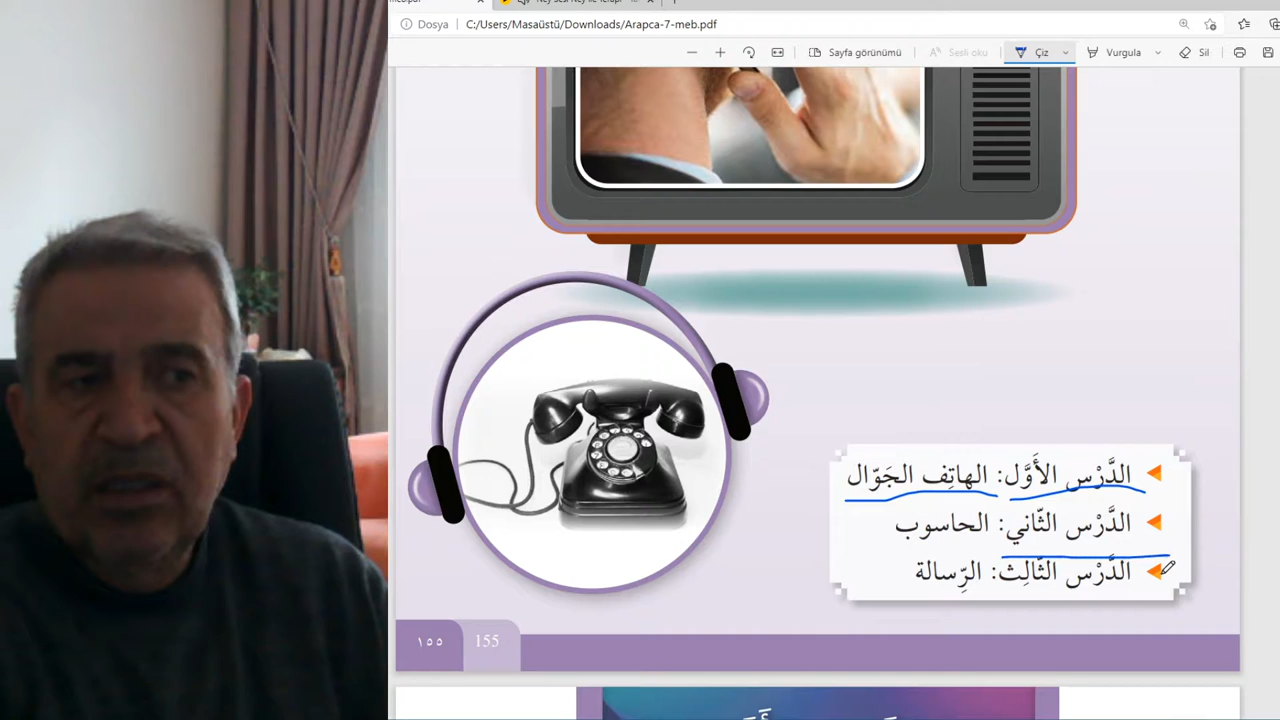 Dosya C:/Users/Masaüstü/Downloads/Arapca-7-meb.pdf
Sayfa görünümü Sesli oku Çiz Vurgula Sil
الدَّرْس الأَوَّل: الهاتِف الجَوّال
الدَّرْس الثّاني: الحاسوب
الدَّرْس الثّالِث: الرِّسالة
١٥٥ 155